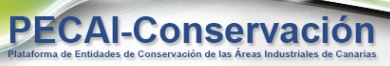 PECAI-Conservación
Plataforma de Entidades de Conservación de las Áreas Industriales de Canarias